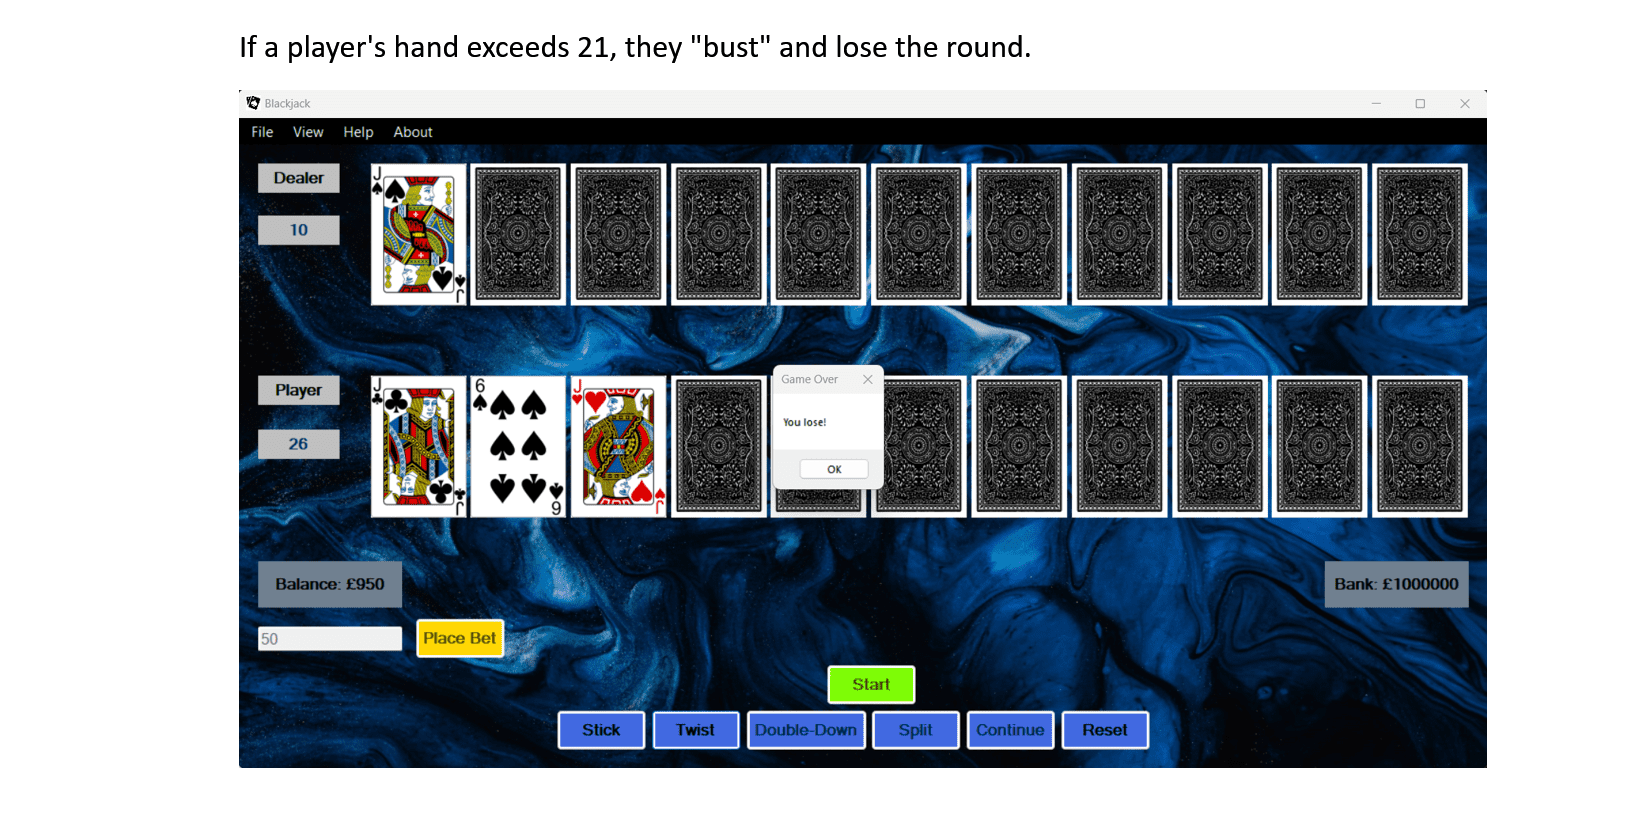 If a player's hand exceeds 21, they "bust" and lose the round.
Blackjack
File View Help About
Dealer
10
J
J
Player
26
J
J
6
6
J
J
Game Over
You lose!
OK
Balance: £950
Bank: £1000000
50
Place Bet
Start
Stick Twist Double-Down Split Continue Reset